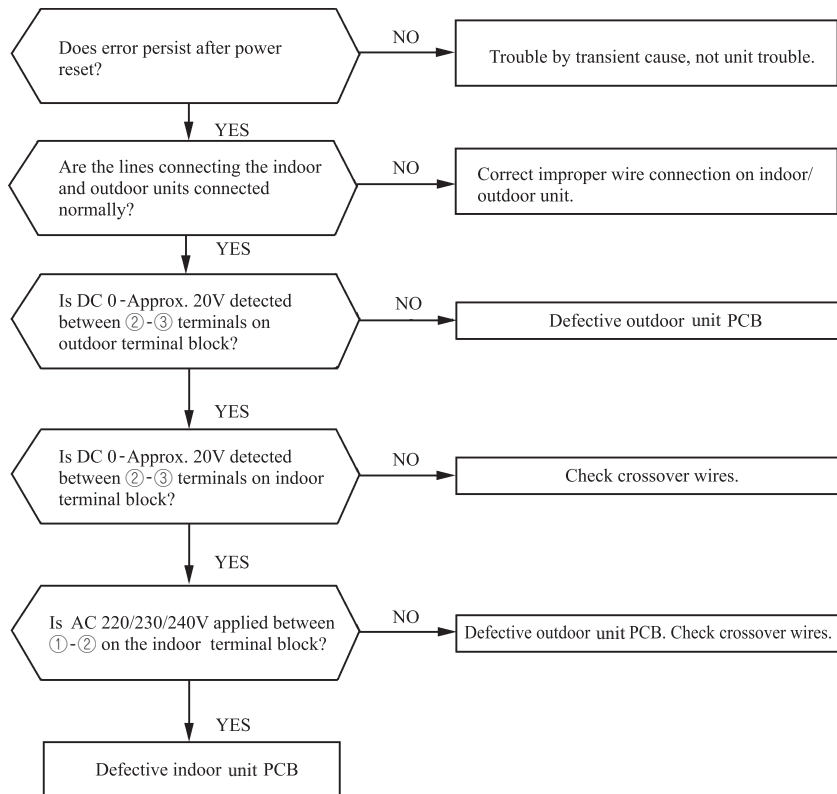 Does error persist after power
reset?
NO
Trouble by transient cause, not unit trouble.
YES
Are the lines connecting the indoor
and outdoor units connected
normally?
NO
Correct improper wire connection on indoor/
outdoor unit.
YES
Is DC 0-Approx. 20V detected
between ②-③ terminals on
outdoor terminal block?
NO
Defective outdoor unit PCB
YES
Is DC 0-Approx. 20V detected
between ②-③ terminals on indoor
terminal block?
NO
Check crossover wires.
YES
Is AC 220/230/240V applied between
①-② on the indoor terminal block?
NO
Defective outdoor unit PCB. Check crossover wires.
YES
Defective indoor unit PCB